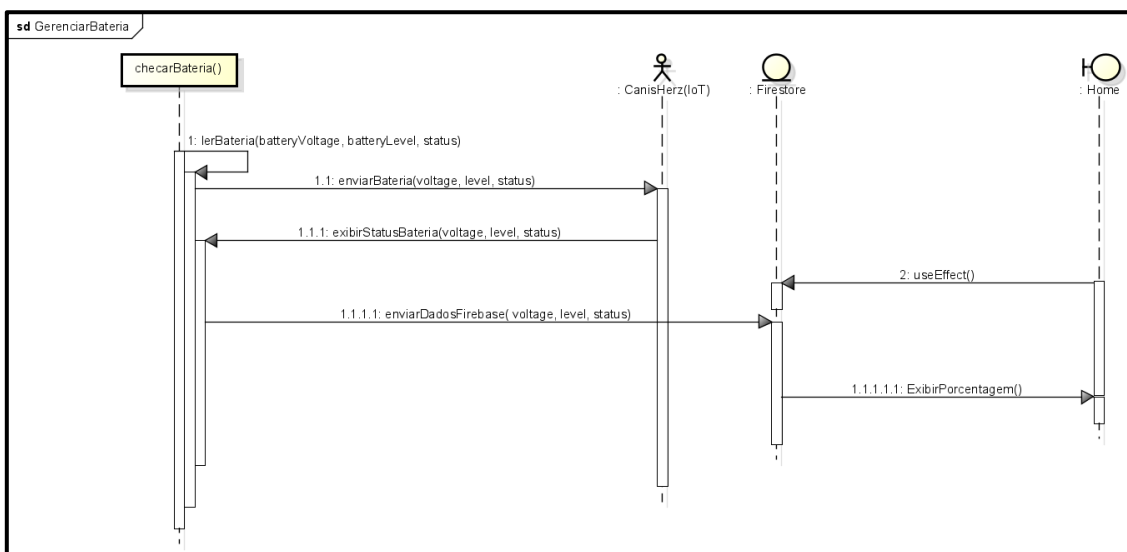 sd GerenciarBateria
checarBateria()
: CanisHerz(IoT)
: Firestore
: Home
1: lerBateria(batteryVoltage, batteryLevel, status)
1.1: enviarBateria(voltage, level, status)
1.1.1: exibirStatusBateria(voltage, level, status)
2: useEffect()
1.1.1.1: enviarDadosFirebase( voltage, level, status)
1.1.1.1.1: ExibirPorcentagem()